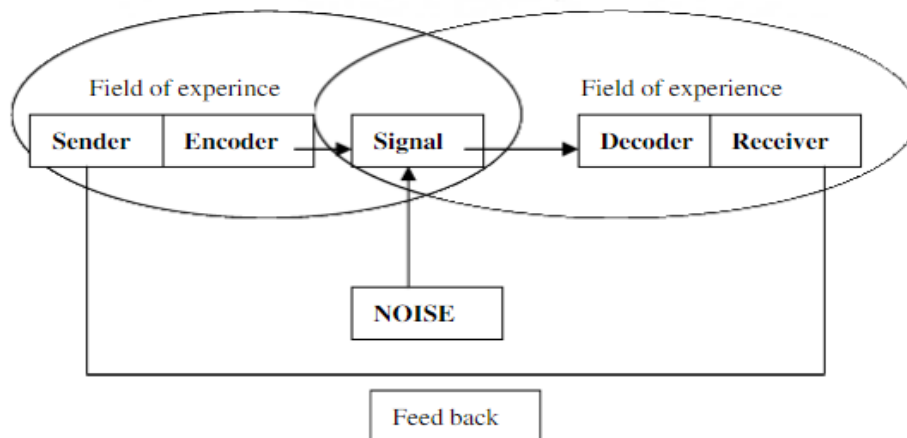 Field of experince
Field of experience
Sender Encoder Signal Decoder Receiver
NOISE
Feed back